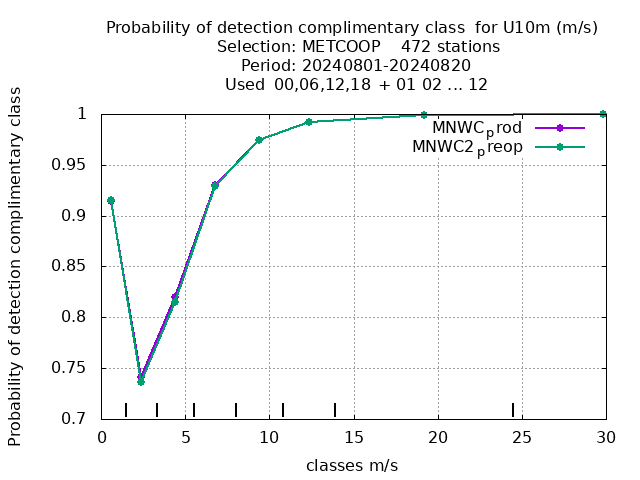 Probability of detection complimentary class  for U10m (m/s)
Selection: METCOOP    472 stations
Period: 20240801-20240820
Used  00,06,12,18 + 01 02 ... 12
Probability of detection complimentary class
1
0.95
0.9
0.85
0.8
0.75
0.7
MNWCprod
MNWC2preop
0 5 10 15 20 25 30
classes m/s